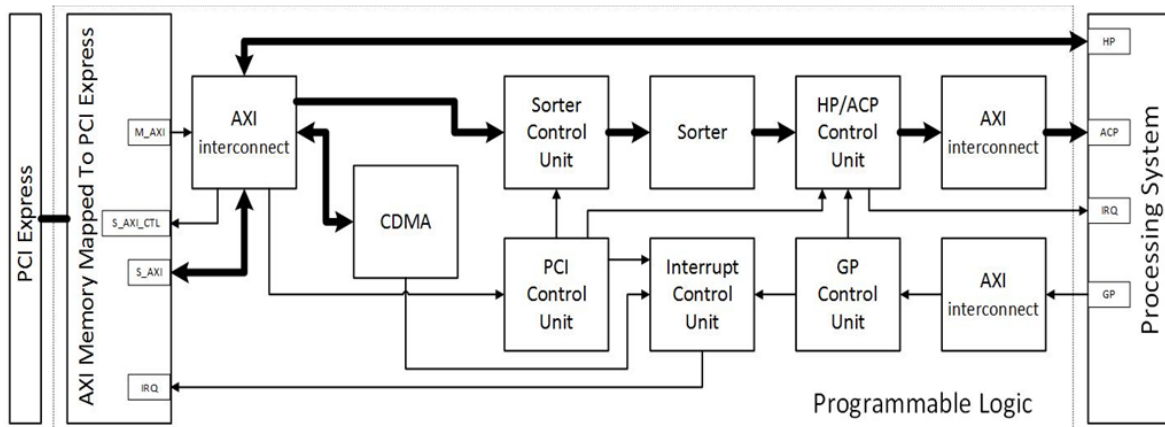 PCI Express
AXI Memory Mapped To PCI Express
M_AXI
S_AXI_CTL
S_AXI
IRQ
AXI
interconnect
CDMA
Sorter
Control
Unit
Sorter
HP/ACP
Control
Unit
AXI
interconnect
PCI
Control
Unit
Interrupt
Control
Unit
GP
Control
Unit
AXI
interconnect
Programmable Logic
HP
ACP
IRQ
GP
Processing System